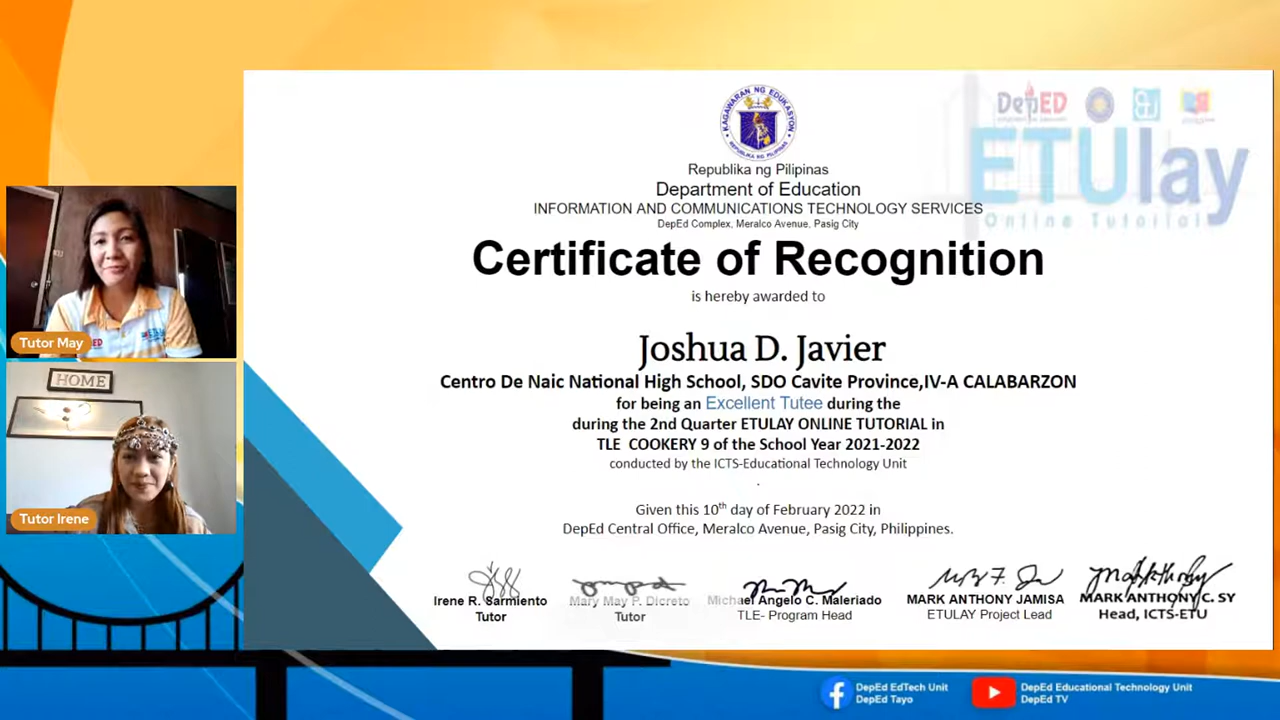 KAGAWARAN NG EDUKASYON
REPUBLIKA NG PILIPINAS
DepED
ETUlay
Online Tutorial
Republika ng Pilipinas
Department of Education
INFORMATION AND COMMUNICATIONS TECHNOLOGY SERVICES
DepEd Complex, Meralco Avenue, Pasig City
Certificate of Recognition
is hereby awarded to
Joshua D. Javier
Centro De Naic National High School, SDO Cavite Province,IV-A CALABARZON
for being an Excellent Tutee during the
during the 2nd Quarter ETULAY ONLINE TUTORIAL in
TLE COOKERY 9 of the School Year 2021-2022
conducted by the ICTS-Educational Technology Unit
.
Given this 10th day of February 2022 in
DepEd Central Office, Meralco Avenue, Pasig City, Philippines.
Irene R. Sarmiento
Tutor
Mary May P. Dicreto
Tutor
Michael Angelo C. Maleriado
TLE- Program Head
MARK ANTHONY JAMISA
ETULAY Project Lead
MARK ANTHONY C. SY
Head, ICTS-ETU
Tutor May
HOME
Tutor Irene
DepEd EdTech Unit
DepEd Tayo
DepEd Educational Technology Unit
DepEd TV